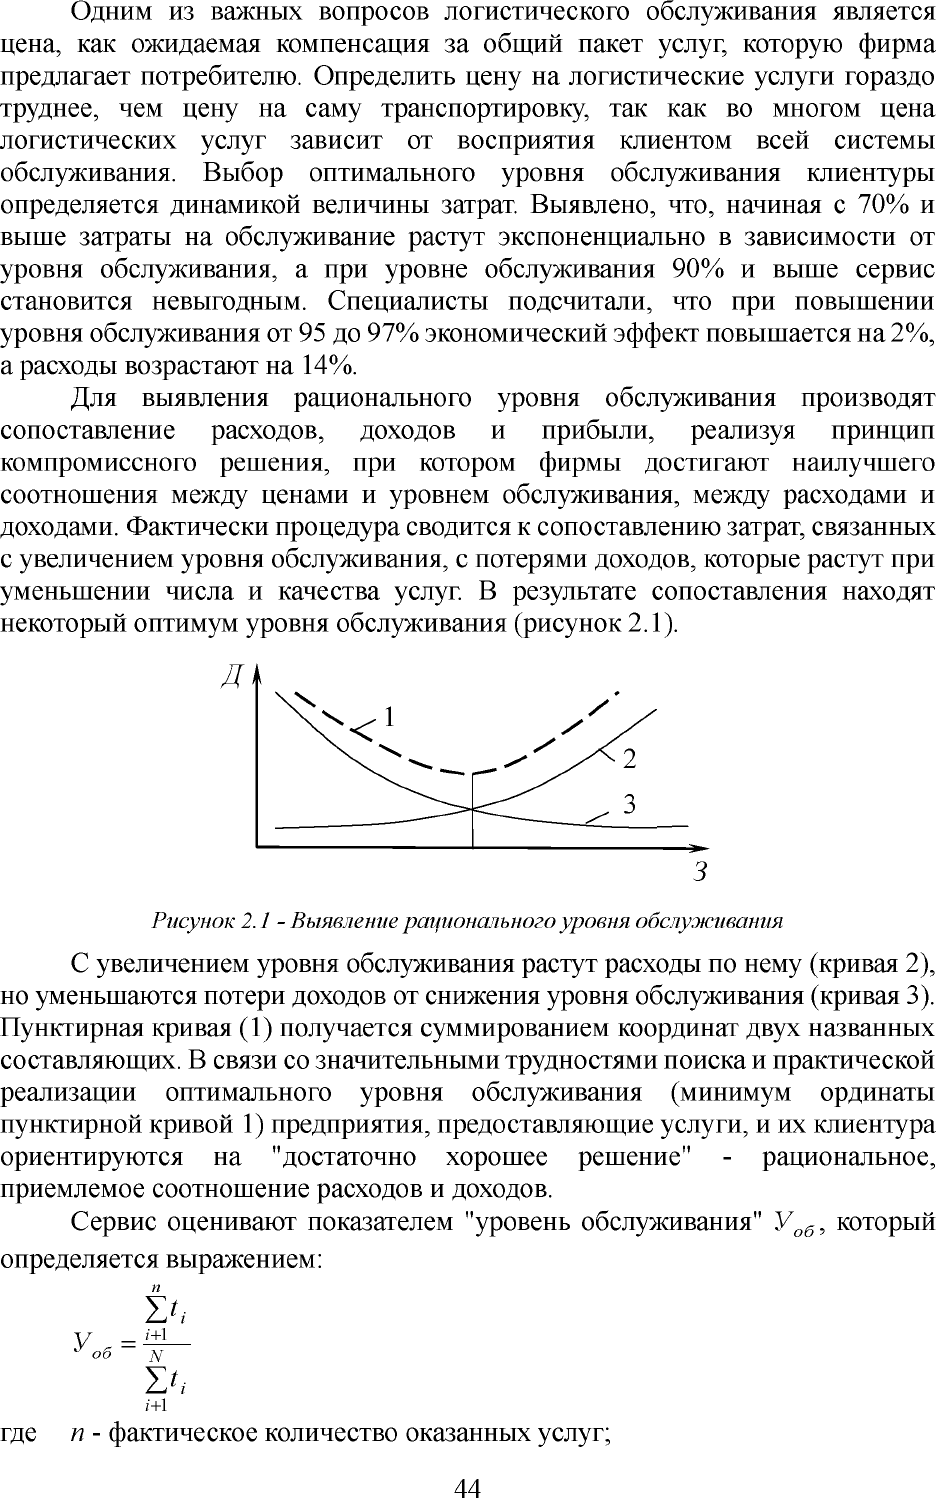 Одним из важных вопросов логистического обслуживания является
цена, как ожидаемая компенсация за общий пакет услуг, которую фирма
предлагает потребителю. Определить цену на логистические услуги гораздо
труднее, чем цену на саму транспортировку, так как во многом цена
логистических услуг зависит от восприятия клиентом всей системы
обслуживания. Выбор оптимального уровня обслуживания клиентуры
определяется динамикой величины затрат. Выявлено, что, начиная с 70% и
выше затраты на обслуживание растут экспоненциально в зависимости от
уровня обслуживания, а при уровне обслуживания 90% и выше сервис
становится невыгодным. Специалисты подсчитали, что при повышении
уровня обслуживания от 95 до 97% экономический эффект повышается на 2%,
а расходы возрастают на 14%.
Для выявления рационального уровня обслуживания производят
сопоставление расходов, доходов и прибыли, реализуя принцип
компромиссного решения, при котором фирмы достигают наилучшего
соотношения между ценами и уровнем обслуживания, между расходами и
доходами. Фактически процедура сводится к сопоставлению затрат, связанных
с увеличением уровня обслуживания, с потерями доходов, которые растут при
уменьшении числа и качества услуг. В результате сопоставления находят
некоторый оптимум уровня обслуживания (рисунок 2.1).
Д
1
2
3
З
Рисунок 2.1 - Выявление рационального уровня обслуживания
С увеличением уровня обслуживания растут расходы по нему (кривая 2),
но уменьшаются потери доходов от снижения уровня обслуживания (кривая 3).
Пунктирная кривая (1) получается суммированием координат двух названных
составляющих. В связи со значительными трудностями поиска и практической
реализации оптимального уровня обслуживания (минимум ординаты
пунктирной кривой 1) предприятия, предоставляющие услуги, и их клиентура
ориентируются на "достаточно хорошее решение" - рациональное,
приемлемое соотношение расходов и доходов.
Сервис оценивают показателем "уровень обслуживания" У об , который
определяется выражением:
n
∑ t i
i+1
У об =
N
∑ t i
i+1
где n - фактическое количество оказанных услуг;
44